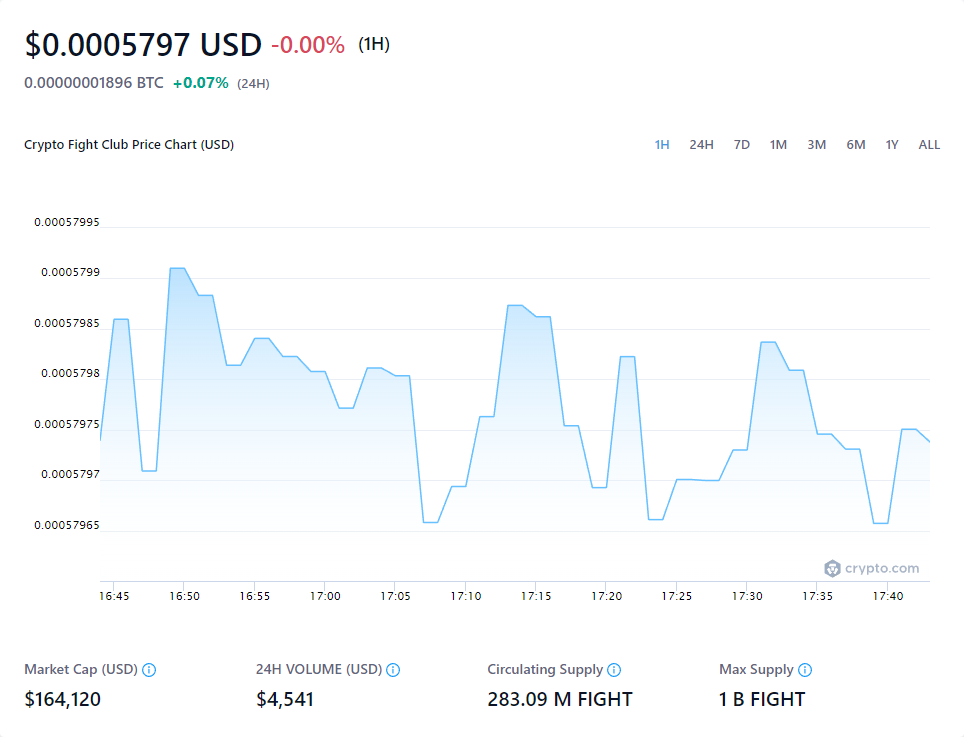 $0.0005797 USD -0.00% (1H)
0.00000001896 BTC +0.07% (24H)
Crypto Fight Club Price Chart (USD) 1H 24H 7D 1M 3M 6M 1Y ALL
0.00057995
0.0005799
0.00057985
0.0005798
0.00057975
0.0005797
0.00057965
crypto.com
16:45 16:50 16:55 17:00 17:05 17:10 17:15 17:20 17:25 17:30 17:35 17:40
Market Cap (USD) 24H VOLUME (USD) Circulating Supply Max Supply
$164,120 $4,541 283.09 M FIGHT 1 B FIGHT